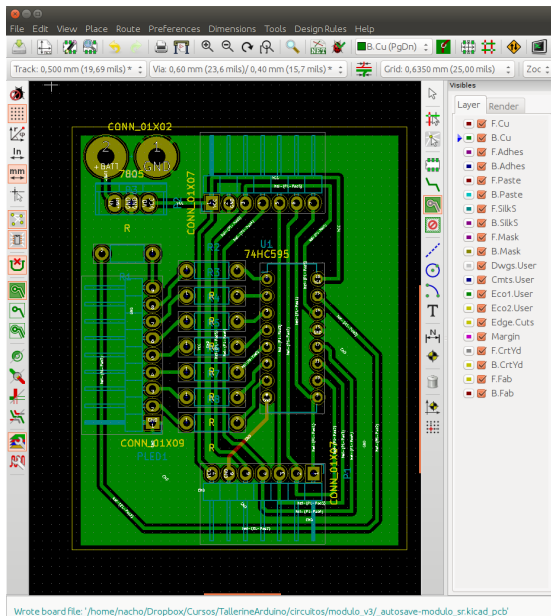 File Edit View Place Route Preferences Dimensions Tools Design Rules Help
B.Cu (PgDn)
Track: 0,500 mm (19,69 mils) * Via: 0,60 mm (23,6 mils)/ 0,40 mm (15,7 mils) * Grid: 0,6350 mm (25,00 mils) Zoc
Visibles
Layer Render
F.Cu
B.Cu
F.Adhes
B.Adhes
F.Paste
B.Paste
F.SilkS
B.SilkS
F.Mask
B.Mask
Dwgs.User
Cmts.User
Eco1.User
Eco2.User
Edge.Cuts
Margin
F.CrtYd
B.CrtYd
F.Fab
B.Fab
In
mm
T
N
CONN_01X02
+BATT
GND
7805
R
CONN_01X07
U1
74HC595
R
R
R
R
R
R
R
CONN_01X09
PLED1
CONN_01X07
P1
Wrote board file: '/home/nacho/Dropbox/Cursos/TallerineArduino/circuitos/modulo_v3/_autosave-modulo_sr.kicad_pcb'